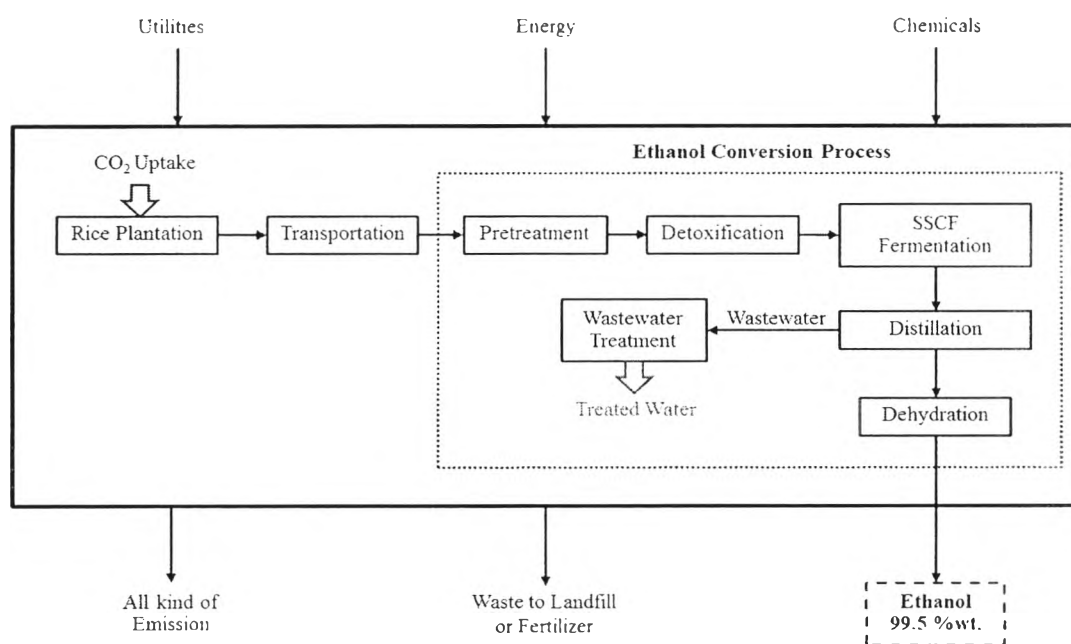 Utilities
Energy
Chemicals
Ethanol Conversion Process
CO₂ Uptake
Rice Plantation
Transportation
Pretreatment
Detoxification
SSCF
Fermentation
Wastewater
Treatment
Wastewater
Distillation
Treated Water
Dehydration
All kind of
Emission
Waste to Landfill
or Fertilizer
Ethanol
99.5 %wt.